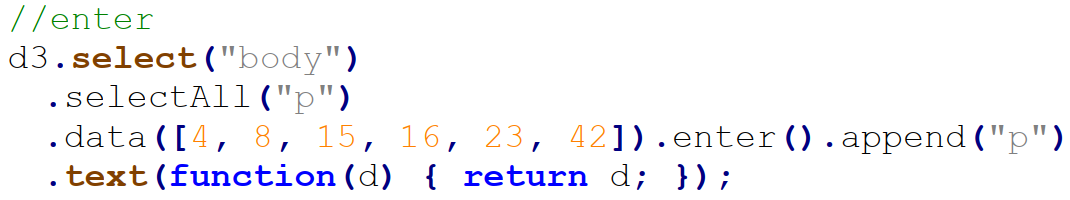 //enter
d3.select("body")
  .selectAll("p")
  .data([4, 8, 15, 16, 23, 42]).enter().append("p")
  .text(function(d) { return d; });